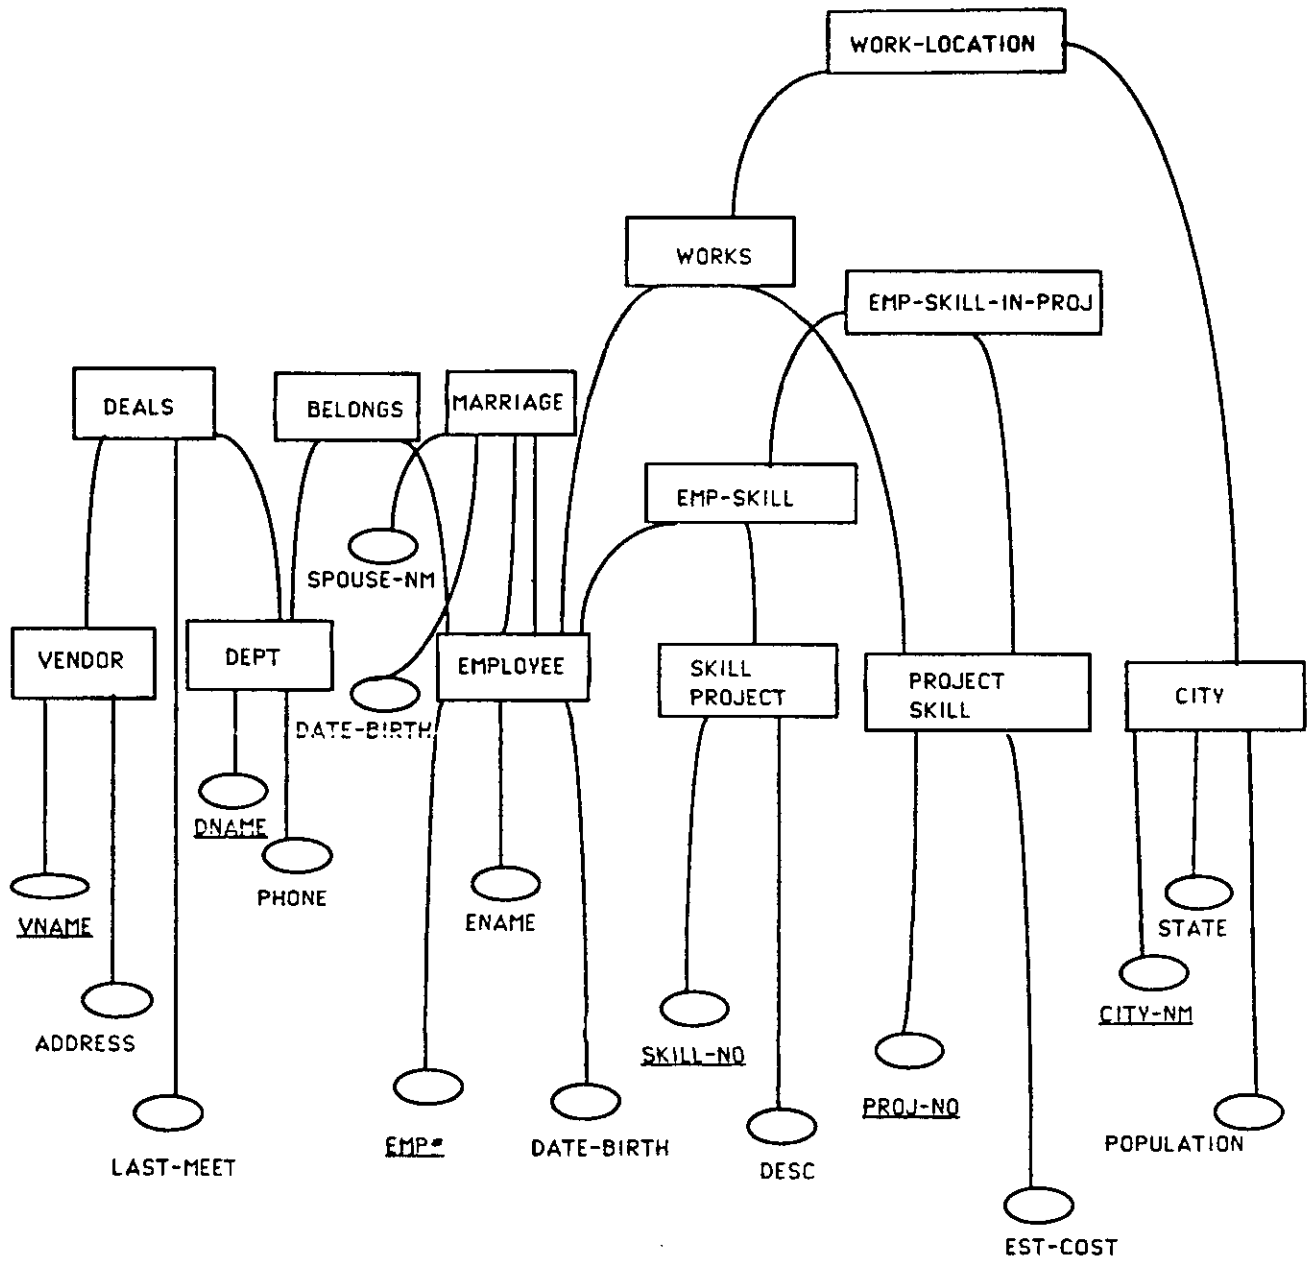 WORK-LOCATION
WORKS
EMP-SKILL-IN-PROJ
DEALS
BELONGS
MARRIAGE
EMP-SKILL
SPOUSE-NM
VENDOR
DEPT
EMPLOYEE
SKILL
PROJECT
PROJECT
SKILL
CITY
DATE-BIRTH
DNAME
PHONE
VNAME
ENAME
STATE
CITY-NM
ADDRESS
SKILL-NO
PROJ-NO
EMP#
DATE-BIRTH
POPULATION
LAST-MEET
DESC
EST-COST